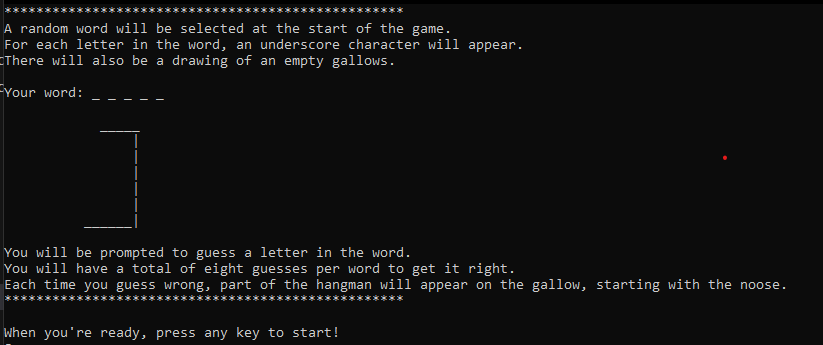 **************************************************
A random word will be selected at the start of the game.
For each letter in the word, an underscore character will appear.
There will also be a drawing of an empty gallows.
Your word: _ _ _ _ _
_____
|
|
|
|
|
______|
You will be prompted to guess a letter in the word.
You will have a total of eight guesses per word to get it right.
Each time you guess wrong, part of the hangman will appear on the gallow, starting with the noose.
**************************************************
When you're ready, press any key to start!